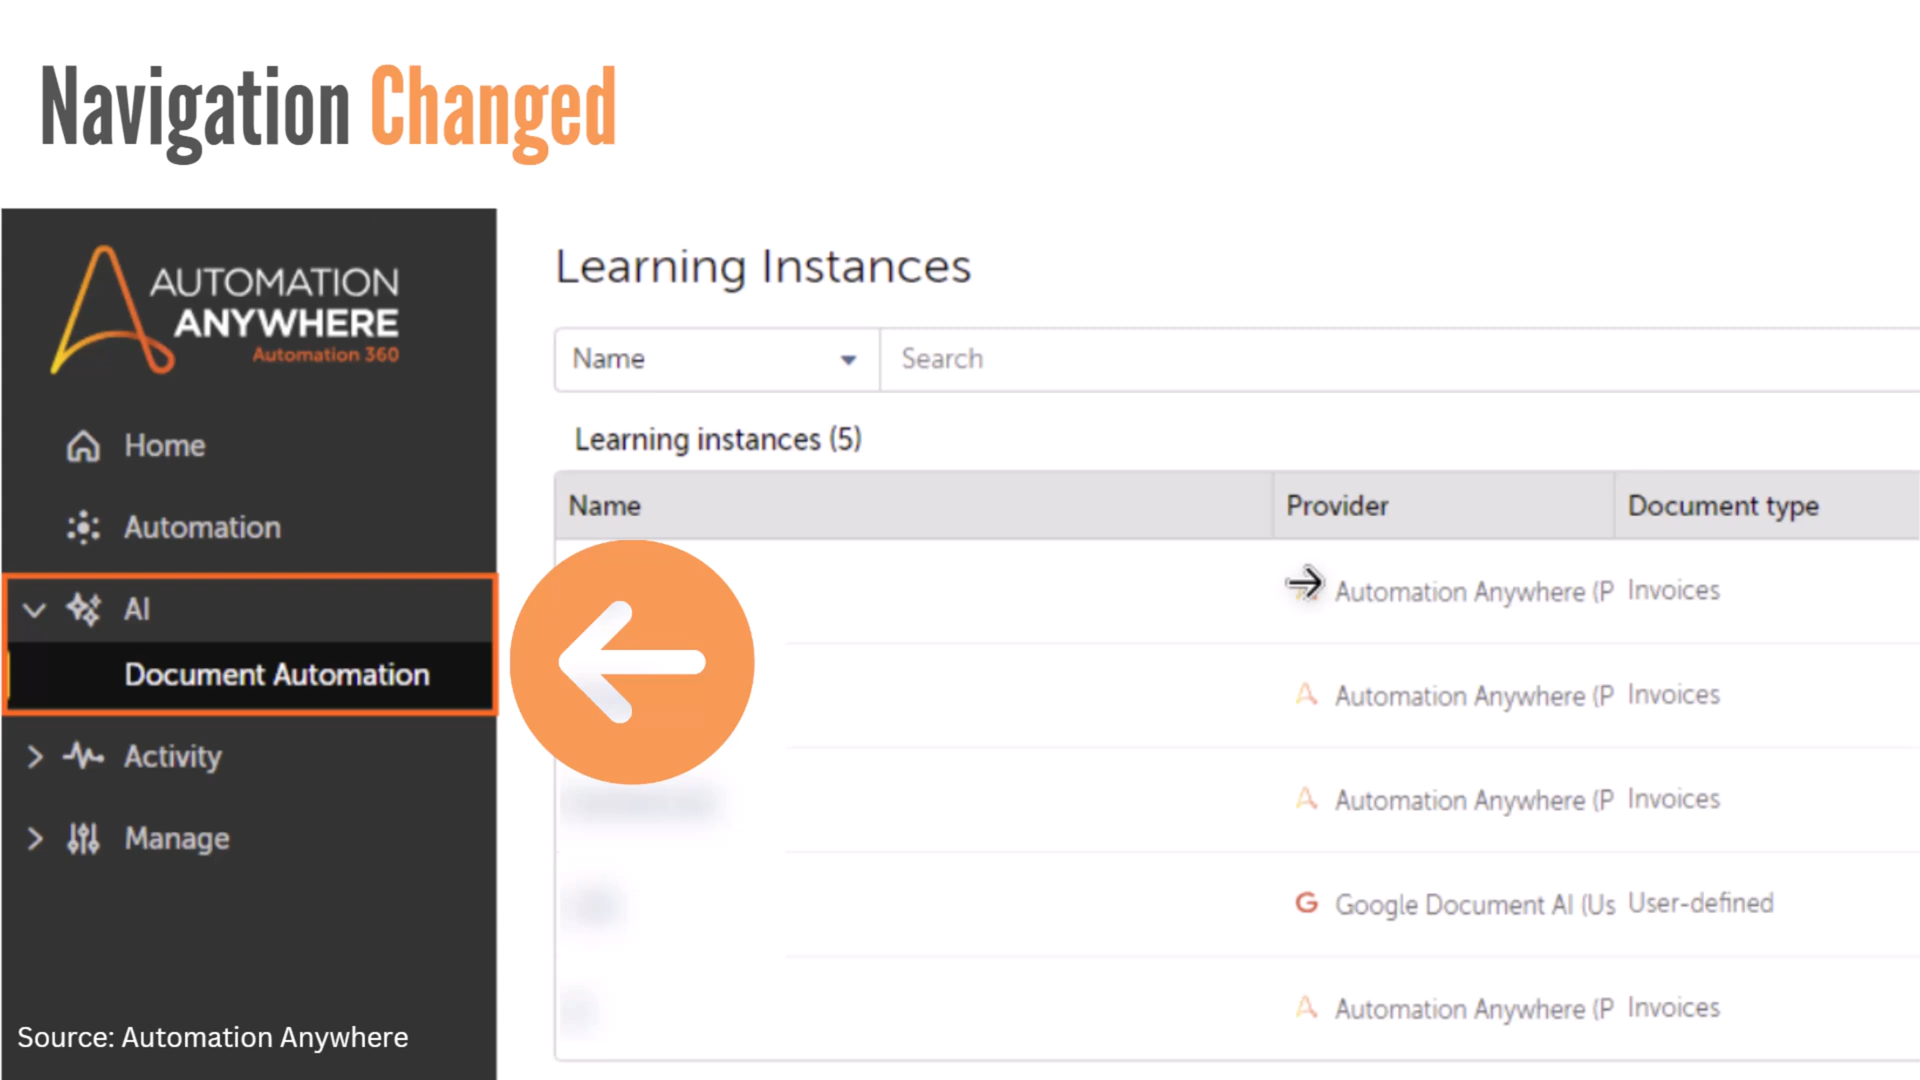 Navigation Changed
AUTOMATION
ANYWHERE
Automation 360
Home
Automation
AI
Document Automation
Activity
Manage
Source: Automation Anywhere
Learning Instances
Name Search
Learning instances (5)
Name Provider Document type
Automation Anywhere (P Invoices
Automation Anywhere (P Invoices
Automation Anywhere (P Invoices
Google Document AI (Us User-defined
Automation Anywhere (P Invoices